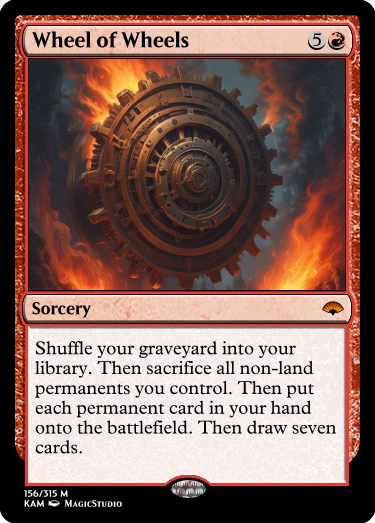 Wheel of Wheels 5
Sorcery
Shuffle your graveyard into your
library. Then sacrifice all non-land
permanents you control. Then put
each permanent card in your hand
onto the battlefield. Then draw seven
cards.
156/315 M
KAM MagicStudio